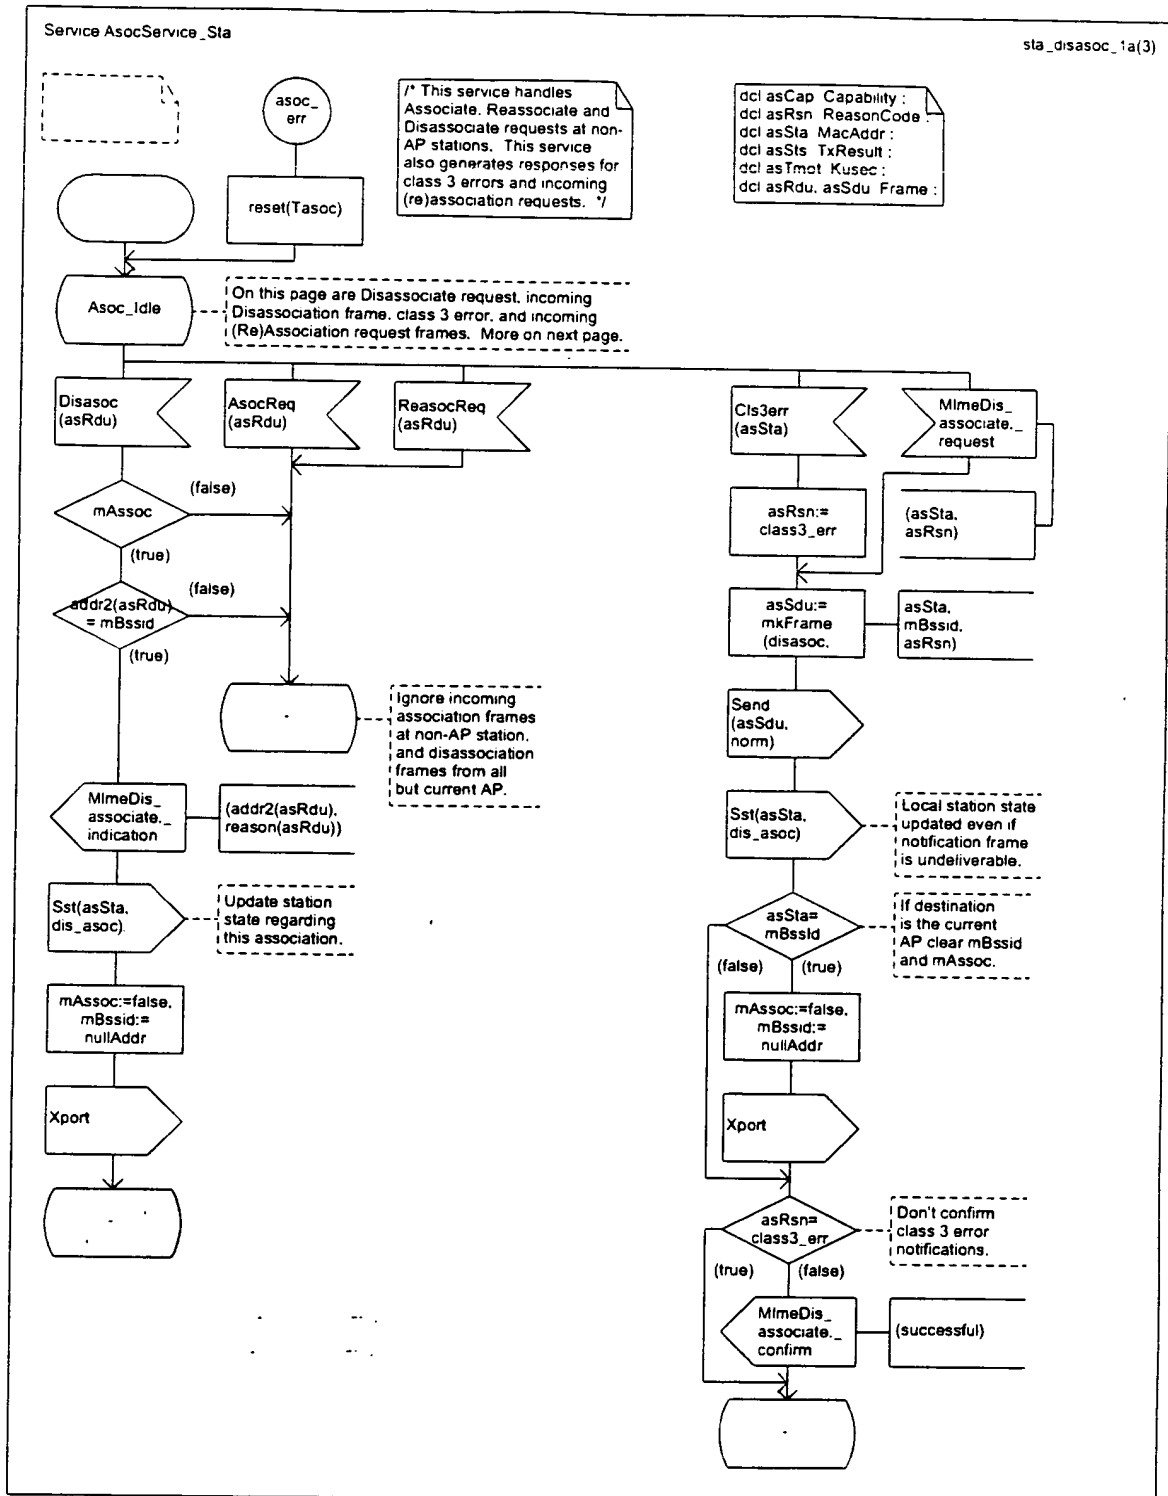 Service AsocService_Sta
sta_disasoc_1a(3)
asoc_
err
/* This service handles
Associate, Reassociate and
Disassociate requests at non-
AP stations. This service
also generates responses for
class 3 errors and incoming
(re)association requests. */
dcl asCap Capability ;
dcl asRsn ReasonCode ;
dcl asSta MacAddr ;
dcl asSts TxResult ;
dcl asTmot Kusec ;
dcl asRdu, asSdu Frame ;
reset(Tasoc)
Asoc_Idle
On this page are Disassociate request, incoming
Disassociation frame, class 3 error, and incoming
(Re)Association request frames. More on next page.
Disasoc
(asRdu)
AsocReq
(asRdu)
ReasocReq
(asRdu)
Cls3err
(asSta)
MlmeDis_
associate._
request
mAssoc
(false)
(true)
asRsn:=
class3_err
(asSta,
asRsn)
addr2(asRdu)
= mBssid
(false)
(true)
asSdu:=
mkFrame
(disasoc,
asSta,
mBssid,
asRsn)
-
Ignore incoming
association frames
at non-AP station,
and disassociation
frames from all
but current AP.
Send
(asSdu,
norm)
MlmeDis_
associate._
indication
(addr2(asRdu),
reason(asRdu))
Sst(asSta,
dis_asoc)
Local station state
updated even if
notification frame
is undeliverable.
Sst(asSta,
dis_asoc)
Update station
state regarding
this association.
asSta=
mBssId
(false)
(true)
If destination
is the current
AP clear mBssid
and mAssoc.
mAssoc:=false,
mBssid:=
nullAddr
mAssoc:=false,
mBssid:=
nullAddr
Xport
Xport
-
asRsn=
class3_err
(true)
(false)
Don't confirm
class 3 error
notifications.
MlmeDis_
associate._
confirm
(successful)
-